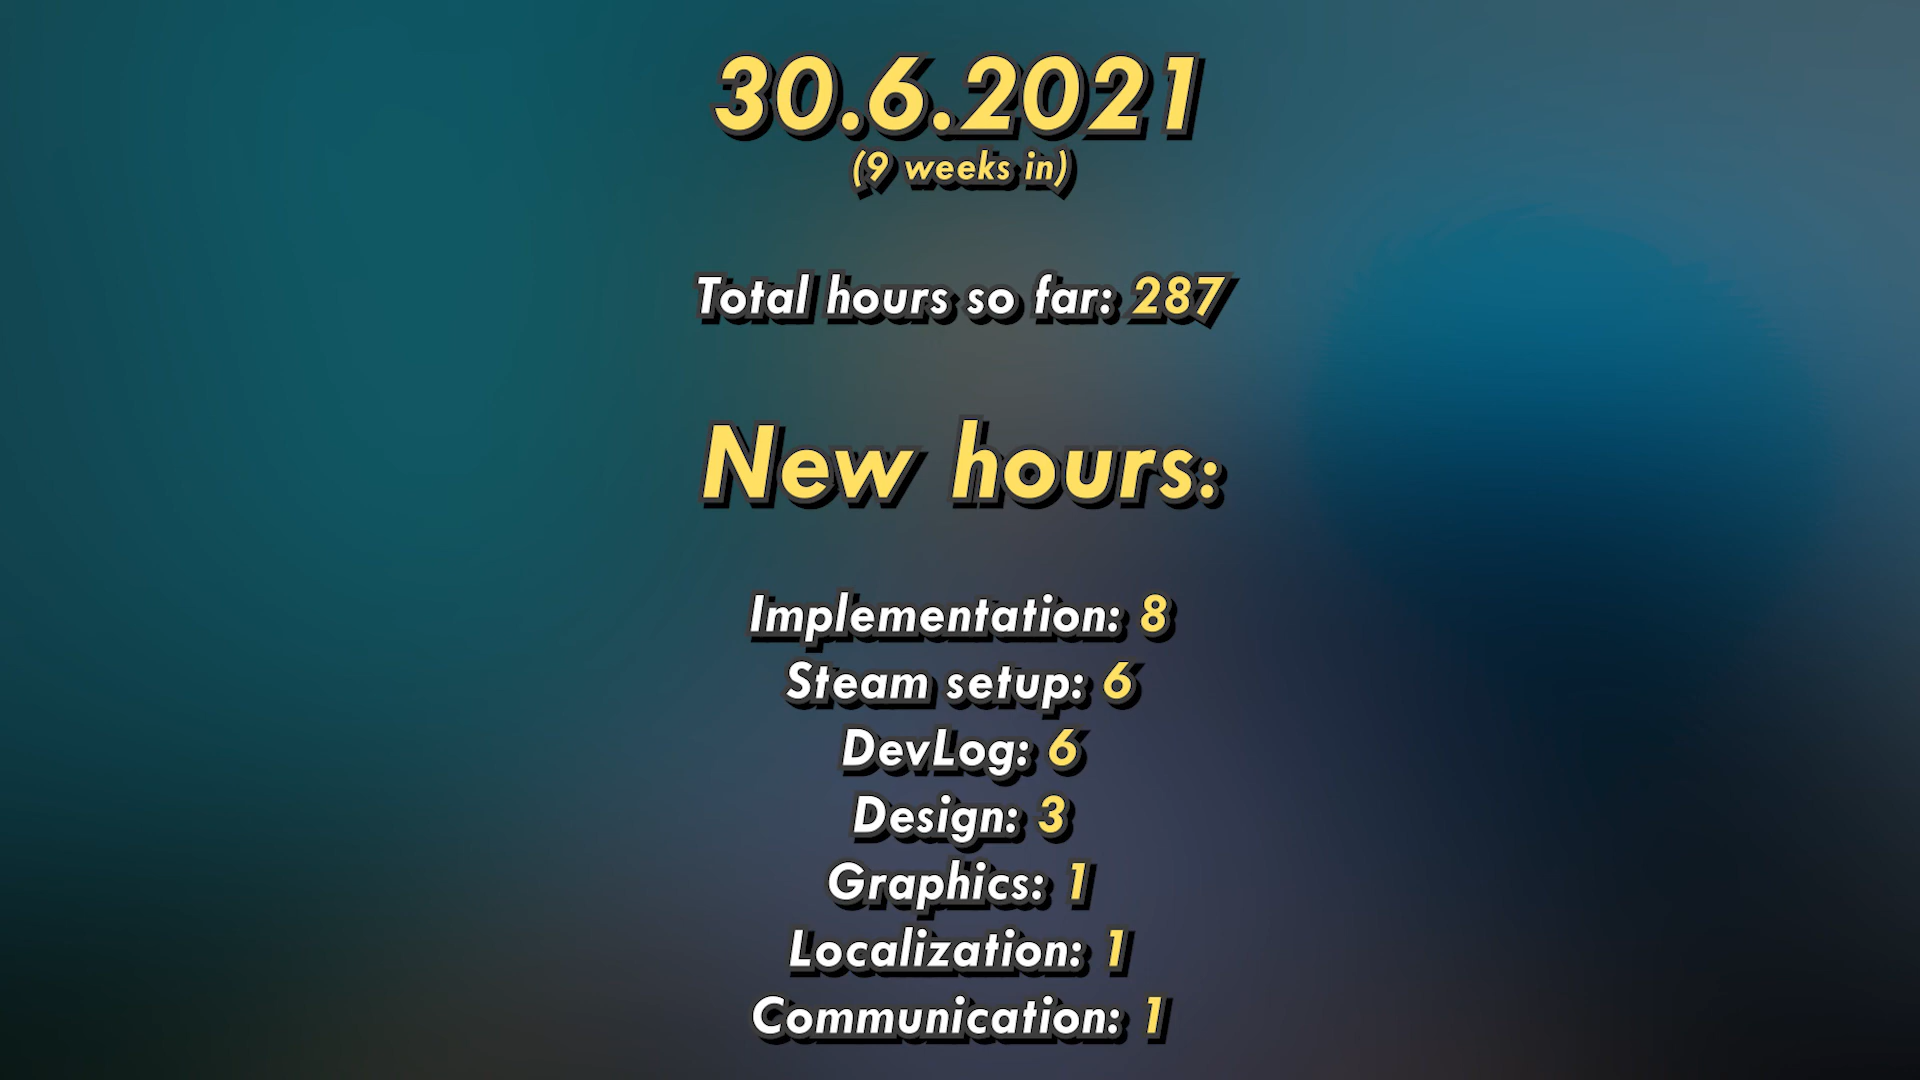 30.6.2021
(9 weeks in)
Total hours so far: 287
New hours:
Implementation: 8
Steam setup: 6
DevLog: 6
Design: 3
Graphics: 1
Localization: 1
Communication: 1